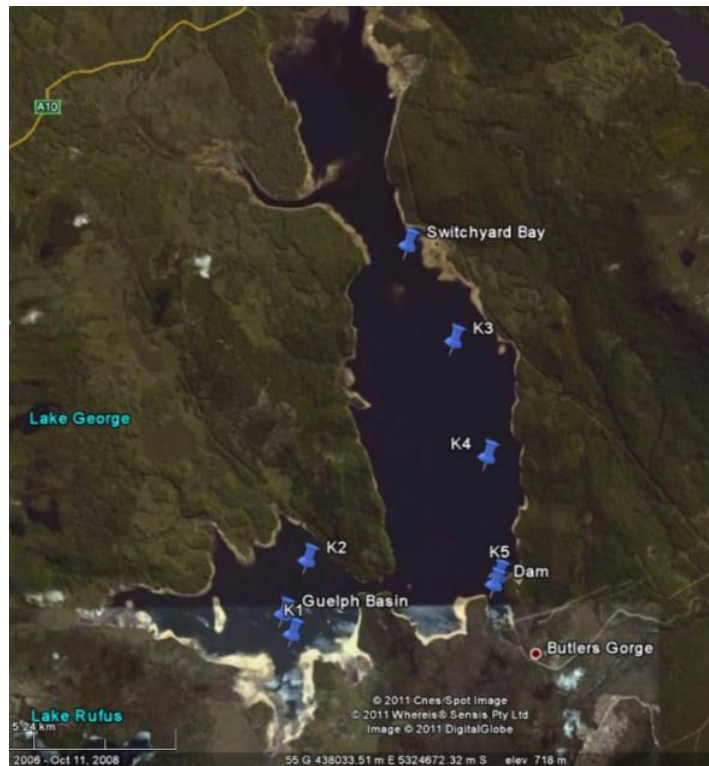 A10
Switchyard Bay
K3
Lake George
K4
K2
K5
Dam
Guelph Basin
K1
Butlers Gorge
© 2011 Cnes/Spot Image
Lake Rufus
© 2011 Whereis® Sensis Pty Ltd
5.24 km
Image © 2011 DigitalGlobe
2006 - Oct 11, 2008
55 G 438033.51 m E 5324672.32 m S elev 718 m